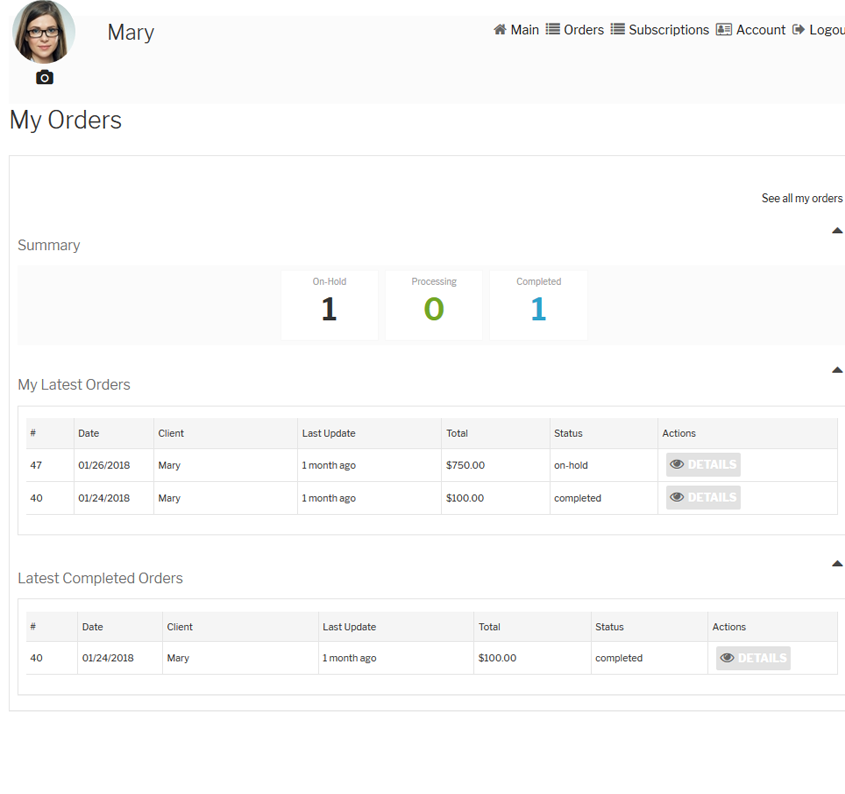 Mary
Main Orders Subscriptions Account Logou
My Orders
See all my orders
Summary
On-Hold Processing Completed
1 0 1
My Latest Orders
# Date Client Last Update Total Status Actions
47 01/26/2018 Mary 1 month ago $750.00 on-hold DETAILS
40 01/24/2018 Mary 1 month ago $100.00 completed DETAILS
Latest Completed Orders
# Date Client Last Update Total Status Actions
40 01/24/2018 Mary 1 month ago $100.00 completed DETAILS